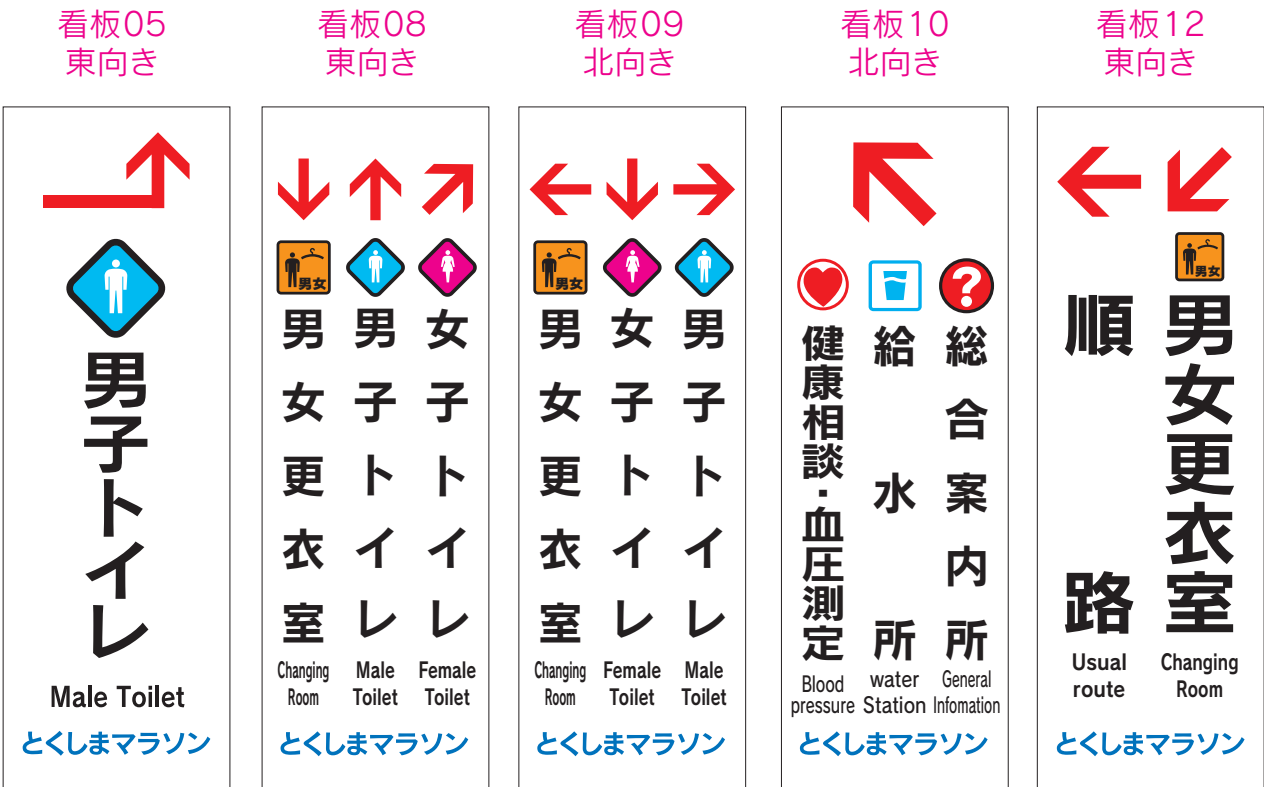 看板05
東向き
男子トイレ
Male Toilet
とくしまマラソン
看板08
東向き
男女
男女更衣室
Changing
Room
男子トイレ
Male
Toilet
女子トイレ
Female
Toilet
とくしまマラソン
看板09
北向き
男女
男女更衣室
Changing
Room
女子トイレ
Female
Toilet
男子トイレ
Male
Toilet
とくしまマラソン
看板10
北向き
?
総合案内所
General
Infomation
給水所
water
Station
健康相談・血圧測定
Blood
pressure
とくしまマラソン
看板12
東向き
男女
男女更衣室
Changing
Room
順路
Usual
route
とくしまマラソン